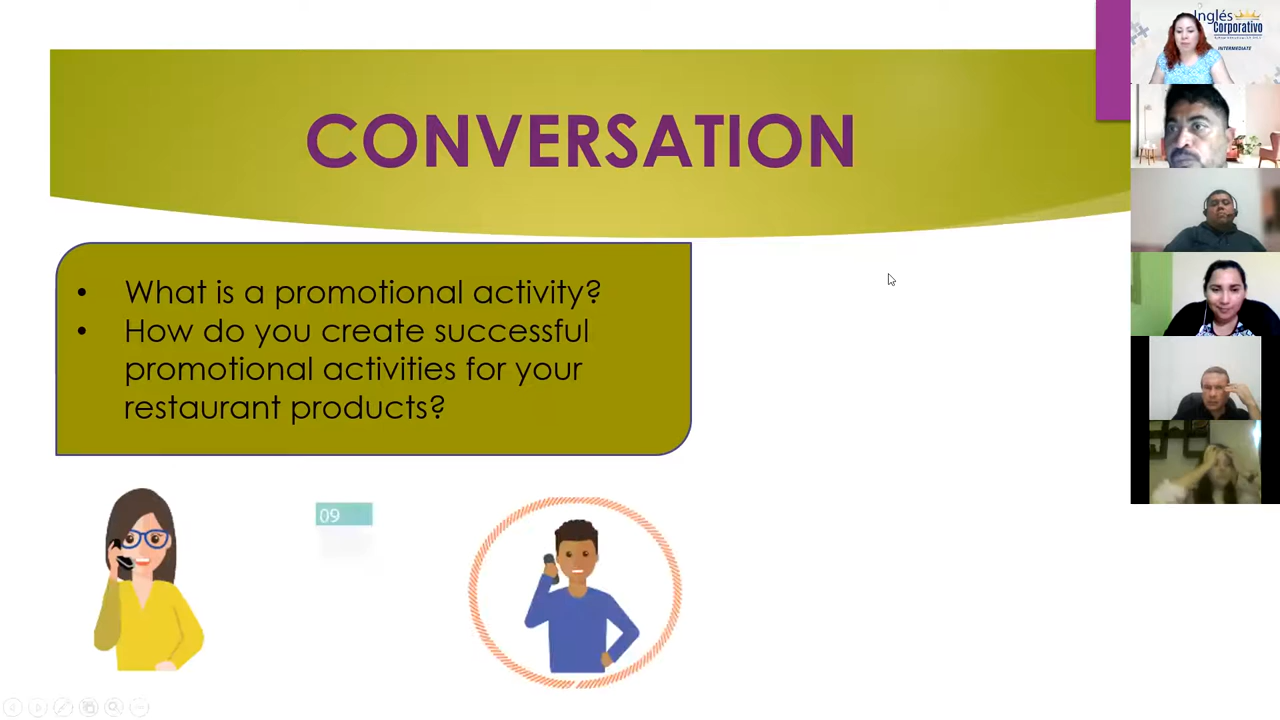 CONVERSATION
• What is a promotional activity?
• How do you create successful
promotional activities for your
restaurant products?
09
Inglés
Corporativo
INTERMEDIATE